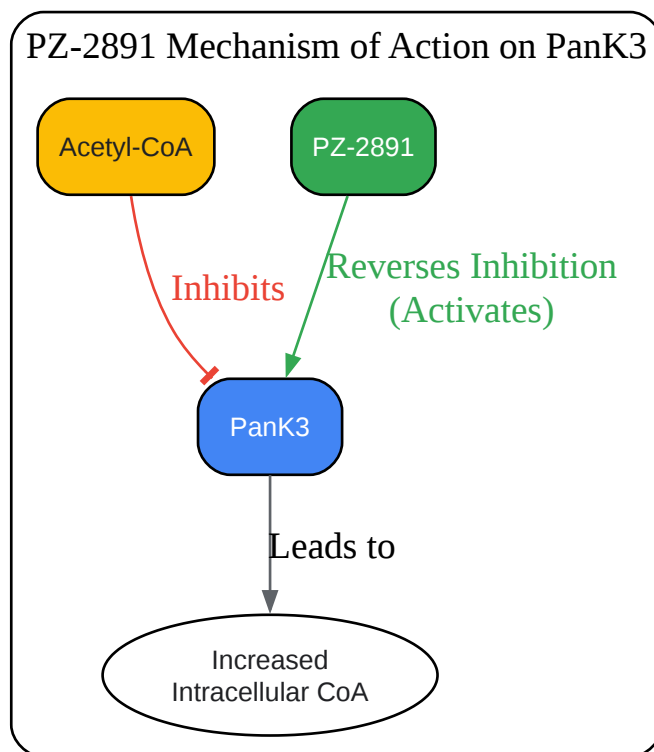 PZ-2891 Mechanism of Action on PanK3
Acetyl-CoA
PZ-2891
Inhibits
Reverses Inhibition
(Activates)
PanK3
Leads to
Increased
Intracellular CoA